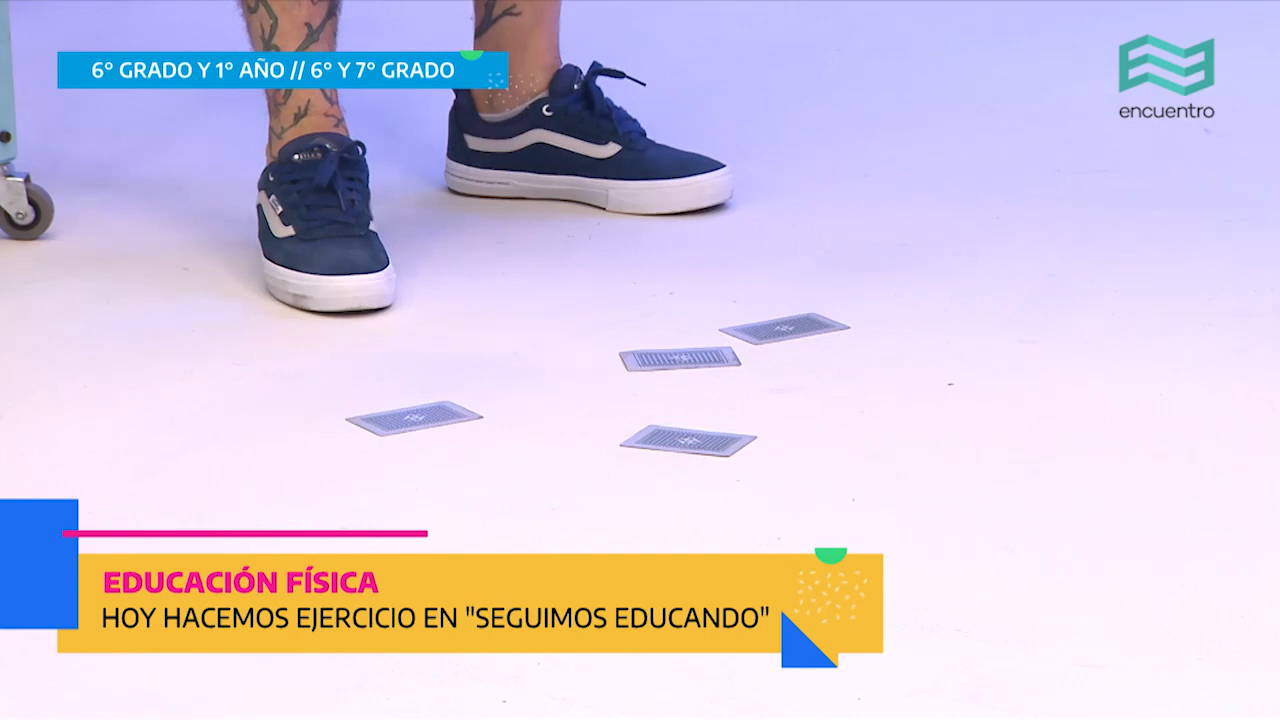 6° GRADO Y 1° AÑO // 6° Y 7° GRADO
encuentro
EDUCACIÓN FÍSICA
HOY HACEMOS EJERCICIO EN "SEGUIMOS EDUCANDO"